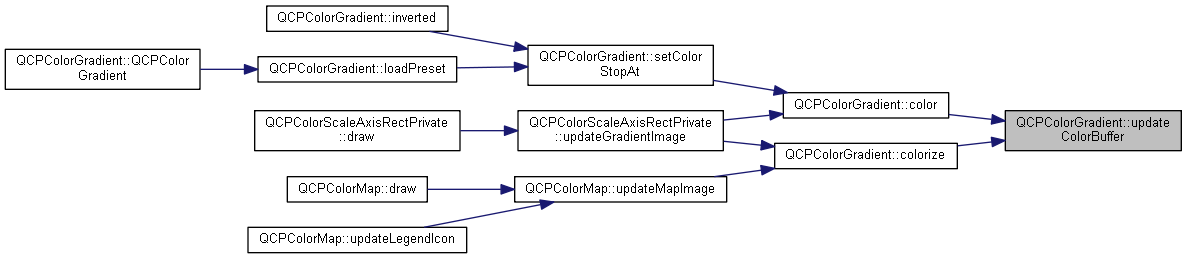 QCPColorGradient::inverted
QCPColorGradient::QCPColor
Gradient
QCPColorGradient::loadPreset
QCPColorGradient::setColor
StopAt
QCPColorGradient::color
QCPColorScaleAxisRectPrivate
::draw
QCPColorScaleAxisRectPrivate
::updateGradientImage
QCPColorGradient::update
ColorBuffer
QCPColorGradient::colorize
QCPColorMap::draw
QCPColorMap::updateMapImage
QCPColorMap::updateLegendIcon